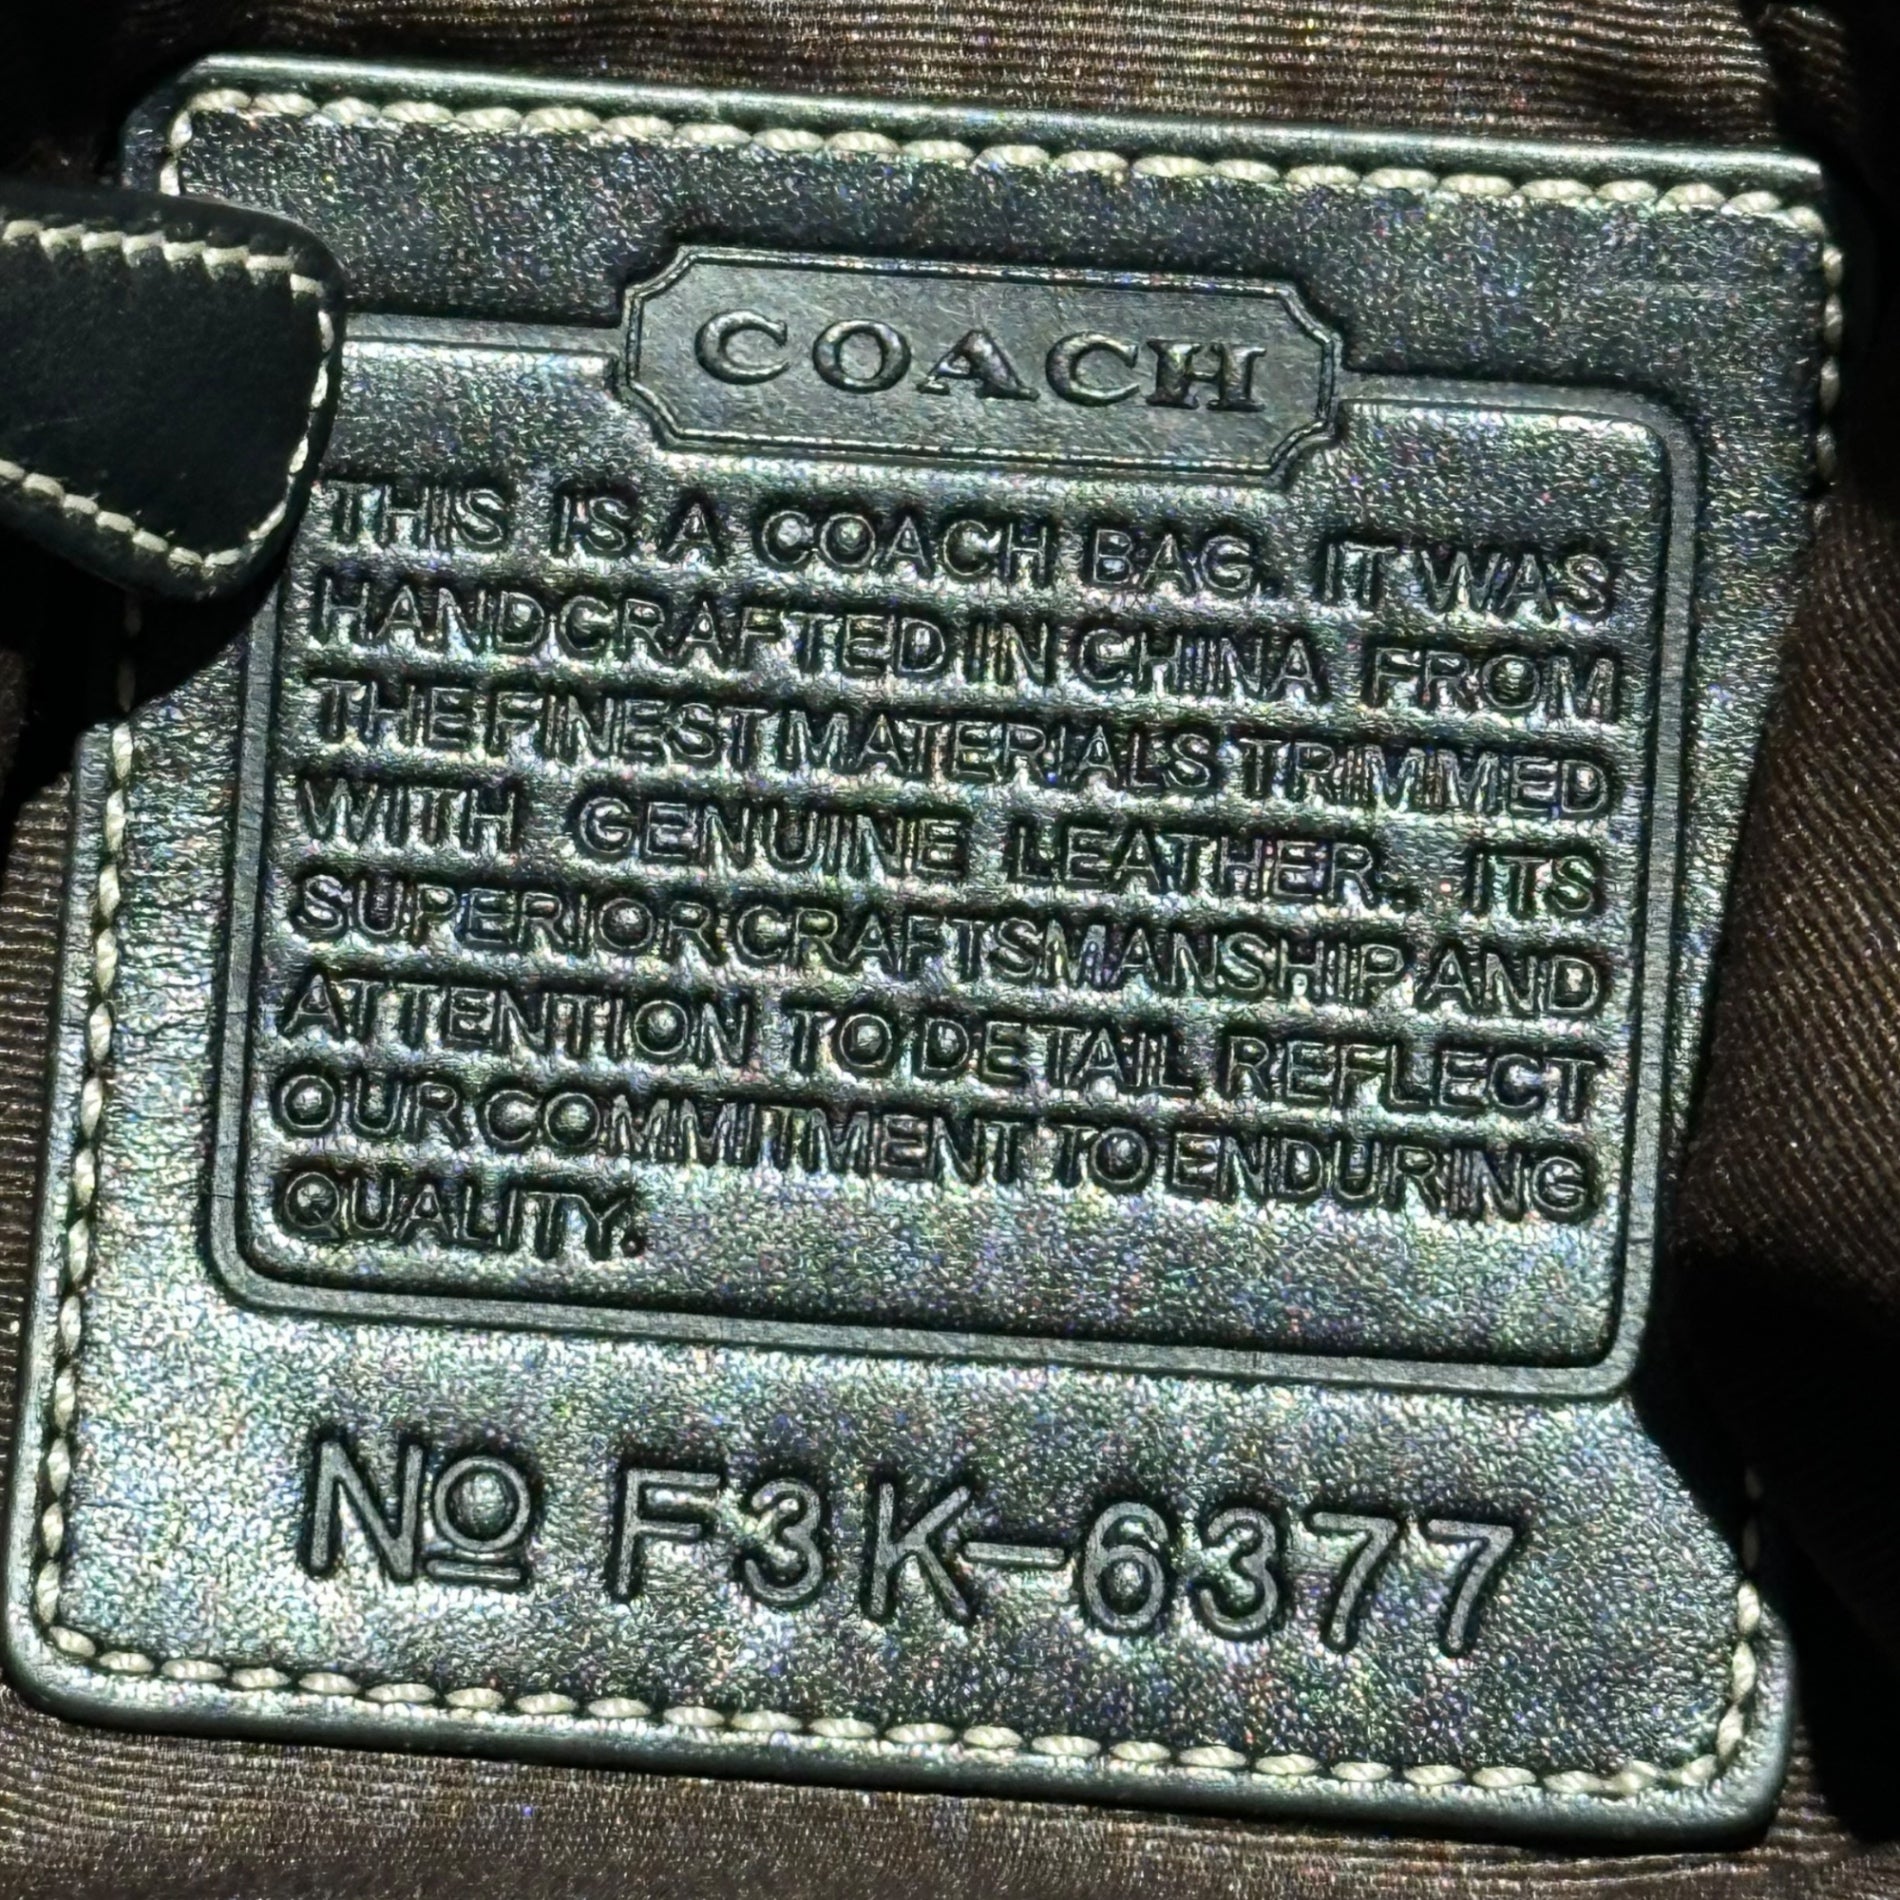 COACH
THIS IS A COACH BAG. IT WAS
HANDCRAFTED IN CHINA FROM
THE FINEST MATERIALS TRIMMED
WITH GENUINE LEATHER. ITS
SUPERIOR CRAFTSMANSHIP AND
ATTENTION TO DETAIL REFLECT
OUR COMMITMENT TO ENDURING
QUALITY.
Nº F3K-6377